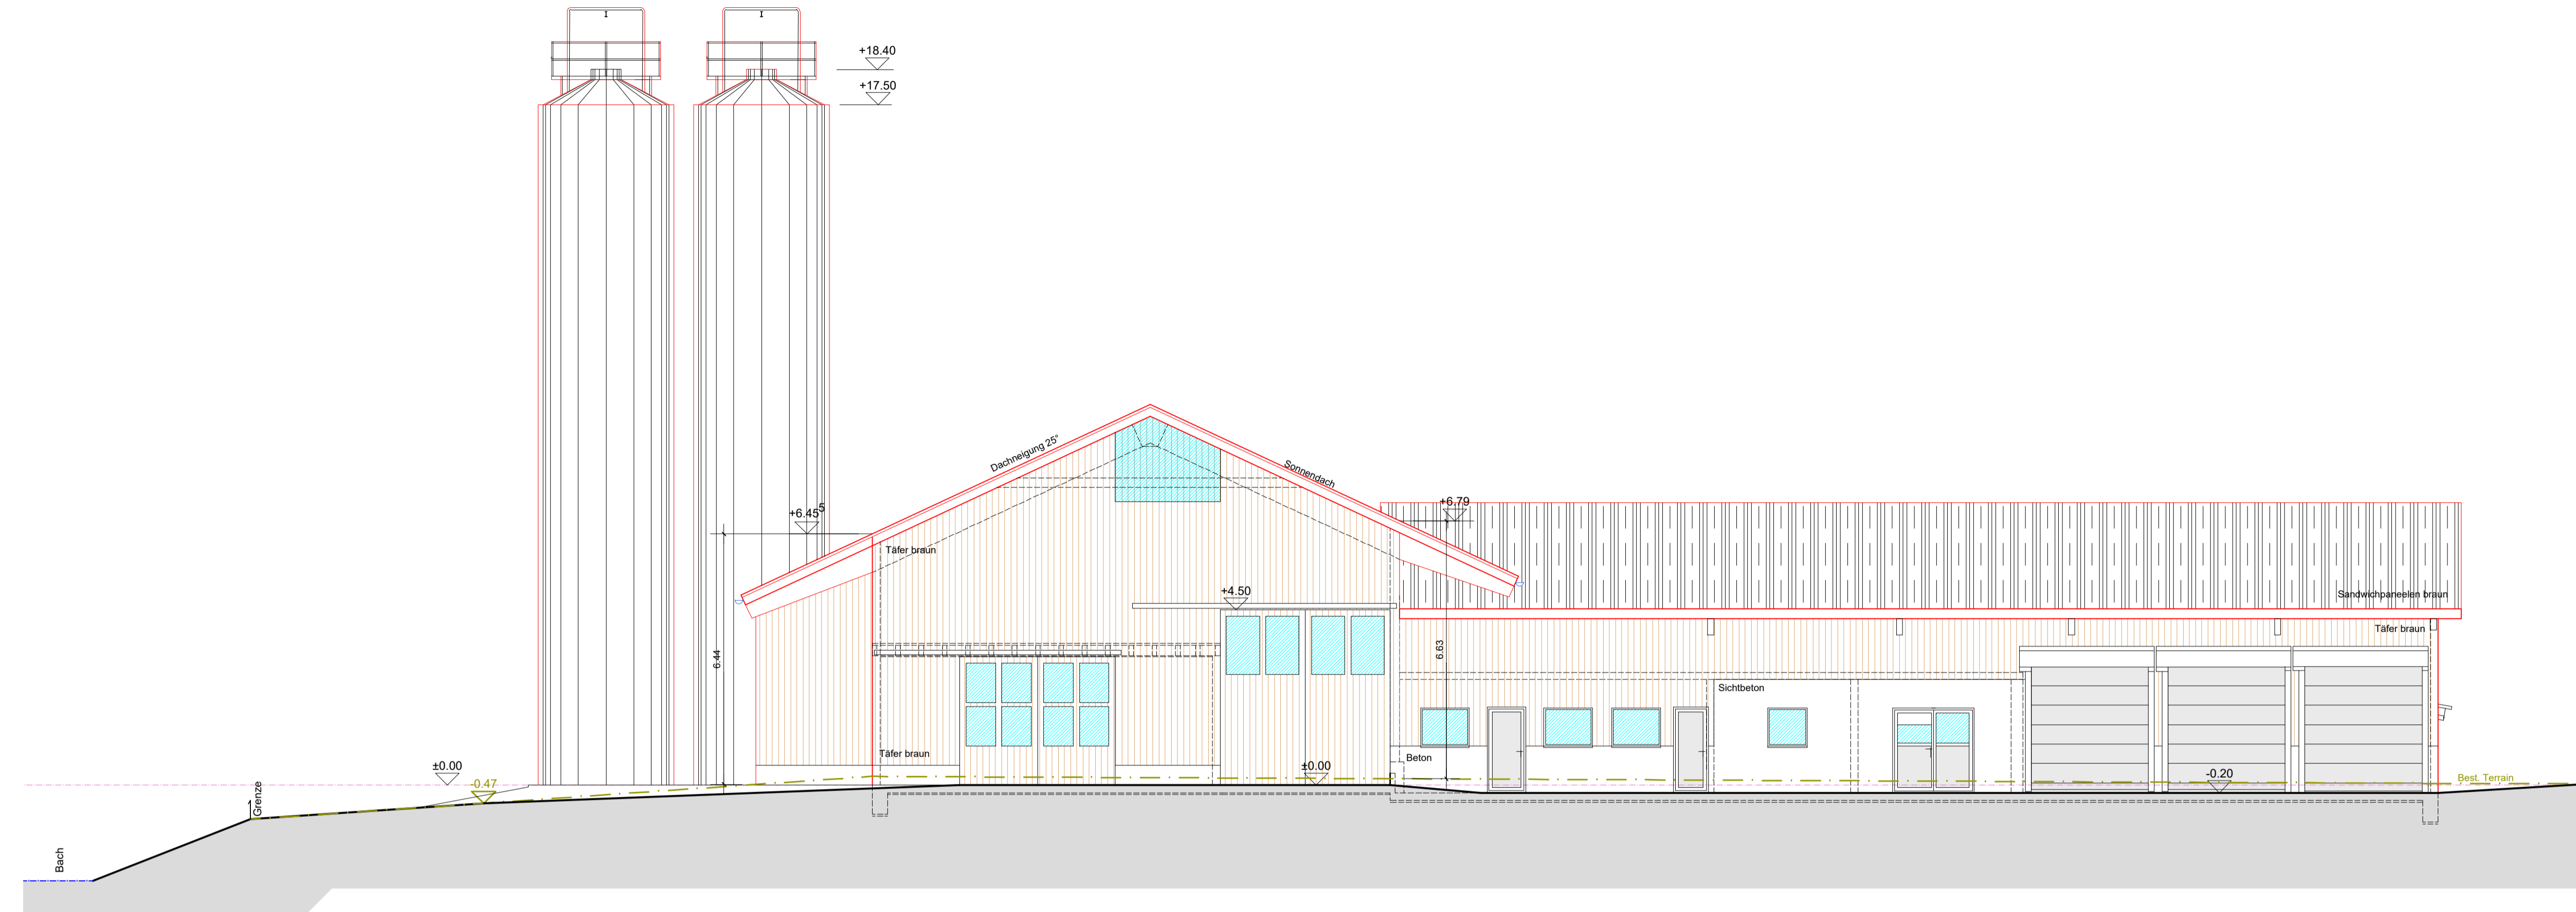 +18.40
+17.50
Dachneigung 25°
Sonnendach
+6.79
+6.45⁵
Täfer braun
+4.50
Sandwichpaneelen braun
Täfer braun
6.44
6.63
Sichtbeton
Täfer braun
Beton
±0.00
±0.00
-0.20
Best. Terrain
-0.47
Grenze
Bach